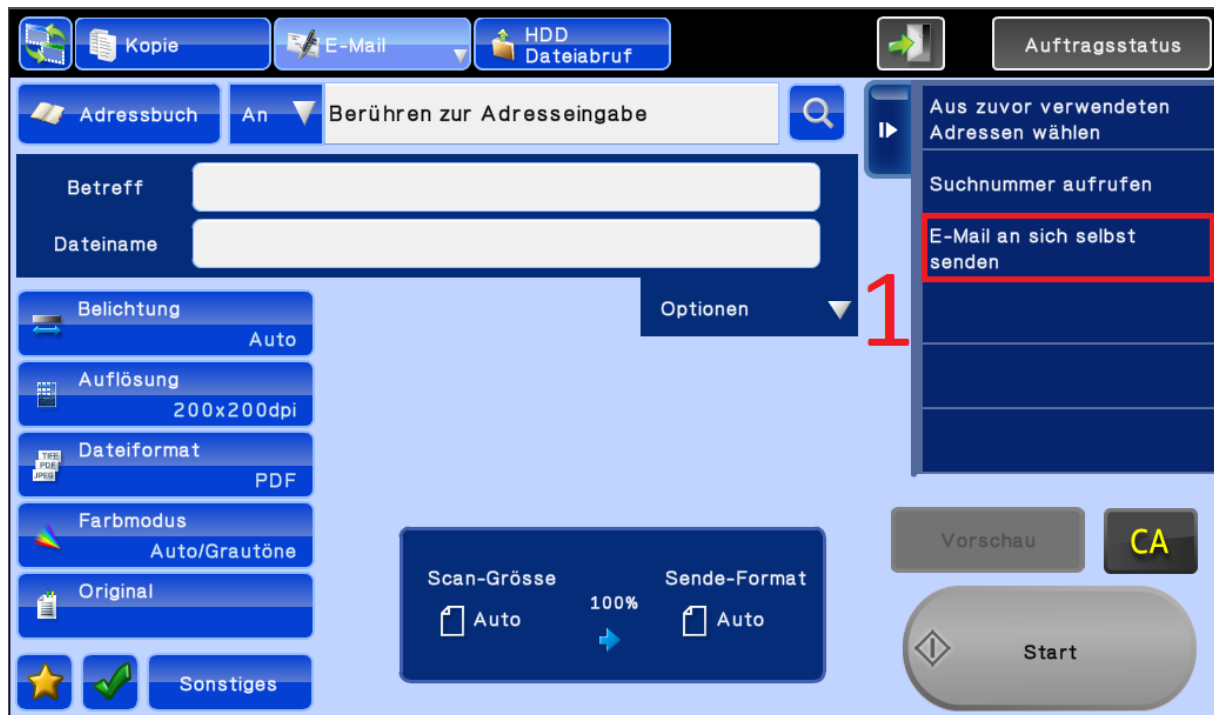 Kopie
E-Mail
HDD
Dateiabruf
Auftragsstatus
Adressbuch
An
Berühren zur Adresseingabe
Aus zuvor verwendeten
Adressen wählen
Betreff
Suchnummer aufrufen
Dateiname
E-Mail an sich selbst
senden
1
Optionen
Belichtung
Auto
Auflösung
200x200dpi
TIFF
PDF
JPEG
Dateiformat
PDF
Farbmodus
Auto/Grautöne
Original
Scan-Grösse
Auto
100%
Sende-Format
Auto
Vorschau
CA
Start
Sonstiges